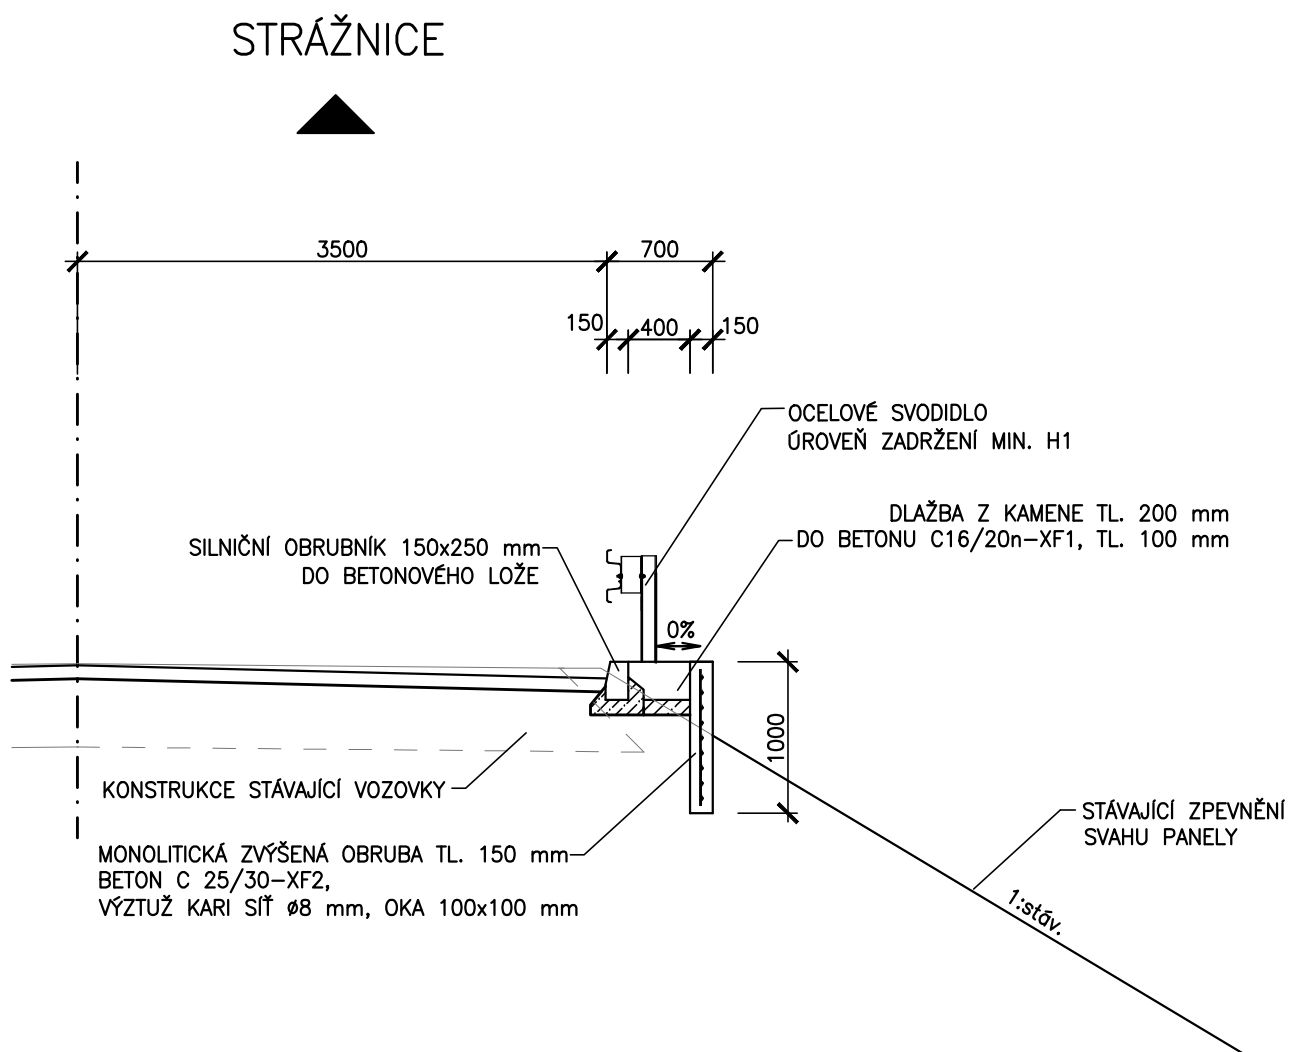 STRÁŽNICE
3500
700
150
400
150
OCELOVÉ SVODIDLO
ÚROVEŇ ZADRŽENÍ MIN. H1
DLAŽBA Z KAMENE TL. 200 mm
DO BETONU C16/20n-XF1, TL. 100 mm
SILNIČNÍ OBRUBNÍK 150x250 mm
DO BETONOVÉHO LOŽE
0%
1000
KONSTRUKCE STÁVAJÍCÍ VOZOVKY
STÁVAJÍCÍ ZPEVNĚNÍ
SVAHU PANELY
MONOLITICKÁ ZVÝŠENÁ OBRUBA TL. 150 mm
BETON C 25/30-XF2,
VÝZTUŽ KARI SÍŤ ø8 mm, OKA 100x100 mm
1:stáv.